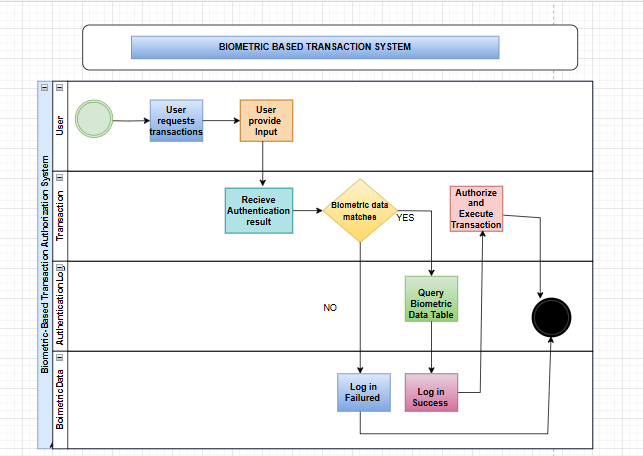 BIOMETRIC BASED TRANSACTION SYSTEM
Biometric-Based Transaction Authorization System
User
User
requests
transactions
User
provide
Input
Transaction
Recieve
Authentication
result
Biometric data
matches
YES
Authorize
and
Execute
Transaction
AuthenticationLog
NO
Query
Biometric
Data Table
BoimetricData
Log in
Failured
Log in
Success